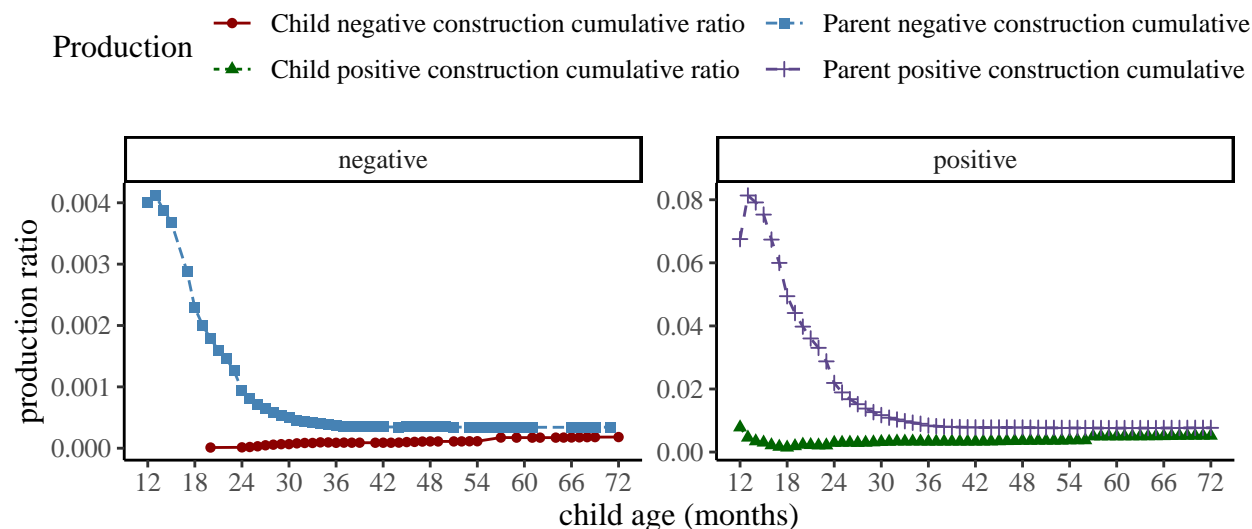 Production
Child negative construction cumulative ratio
Parent negative construction cumulative
Child positive construction cumulative ratio
Parent positive construction cumulative
negative
positive
production ratio
0.004
0.003
0.002
0.001
0.000
12 18 24 30 36 42 48 54 60 66 72
0.08
0.06
0.04
0.02
0.00
12 18 24 30 36 42 48 54 60 66 72
child age (months)